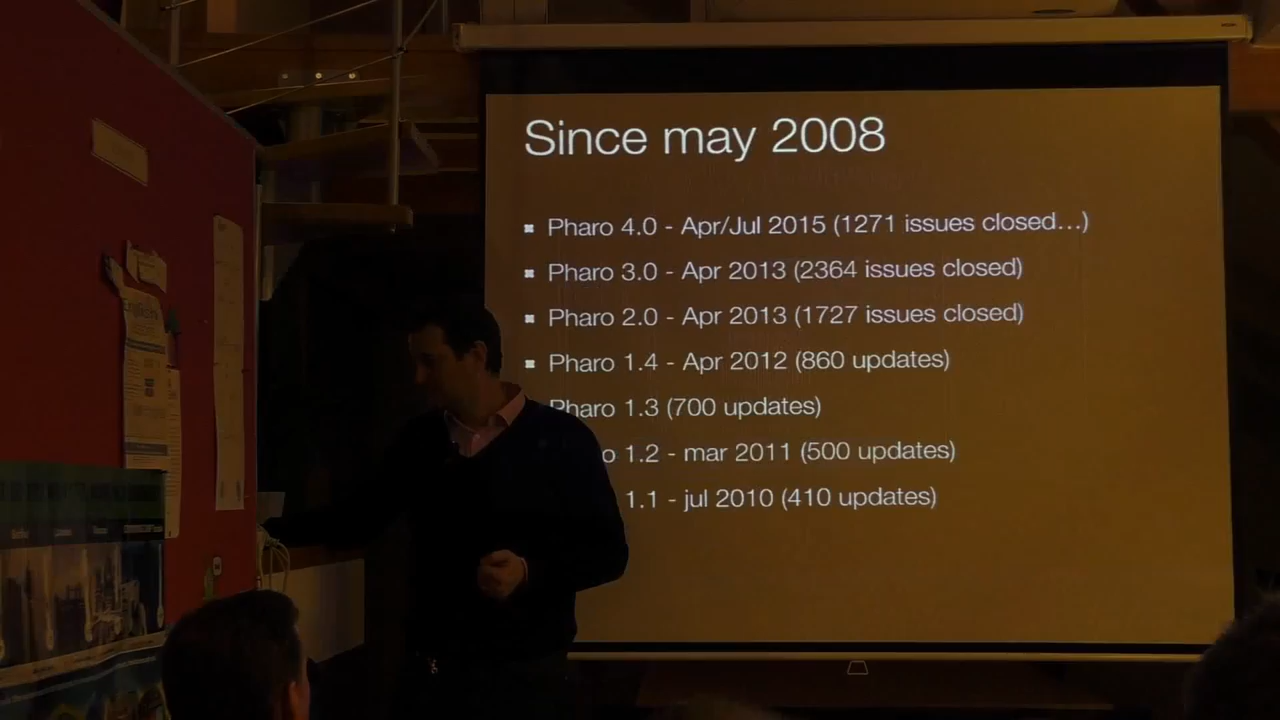 Since may 2008
Pharo 4.0 - Apr/Jul 2015 (1271 issues closed...)
Pharo 3.0 - Apr 2013 (2364 issues closed)
Pharo 2.0 - Apr 2013 (1727 issues closed)
Pharo 1.4 - Apr 2012 (860 updates)
Pharo 1.3 (700 updates)
o 1.2 - mar 2011 (500 updates)
1.1 - jul 2010 (410 updates)